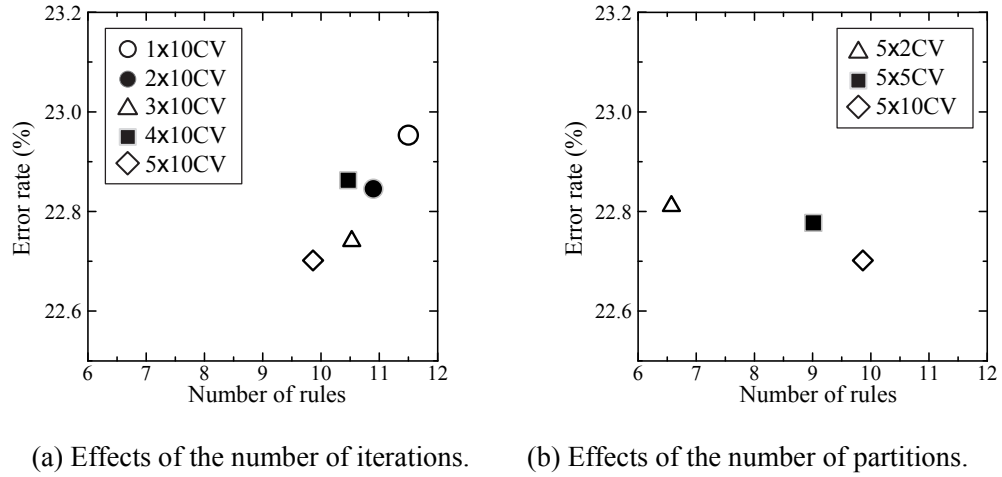 23.2
23.0
22.8
22.6
Error rate (%)
1x10CV
2x10CV
3x10CV
4x10CV
5x10CV
6 7 8 9 10 11 12
Number of rules
(a) Effects of the number of iterations.
23.2
23.0
22.8
22.6
Error rate (%)
5x2CV
5x5CV
5x10CV
6 7 8 9 10 11 12
Number of rules
(b) Effects of the number of partitions.